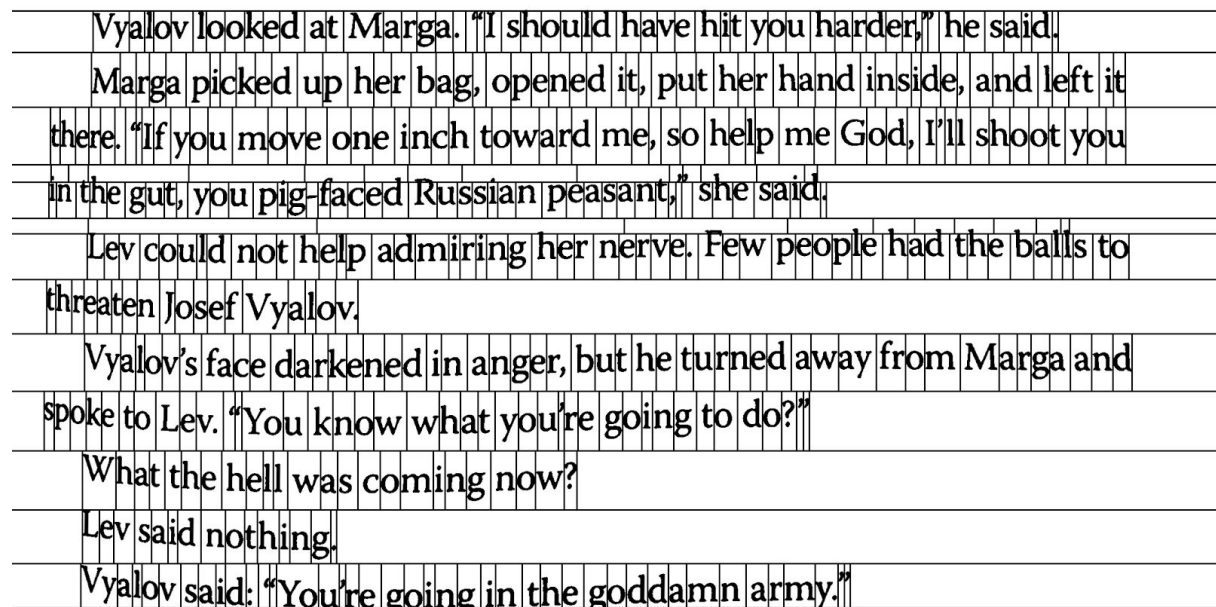 Vyalov looked at Marga. “I should have hit you harder,” he said.
Marga picked up her bag, opened it, put her hand inside, and left it
there. “If you move one inch toward me, so help me God, I’ll shoot you
in the gut, you pig-faced Russian peasant,” she said.
Lev could not help admiring her nerve. Few people had the balls to
threaten Josef Vyalov.
Vyalov’s face darkened in anger, but he turned away from Marga and
spoke to Lev. “You know what you’re going to do?”
What the hell was coming now?
Lev said nothing.
Vyalov said: “You’re going in the goddamn army.”